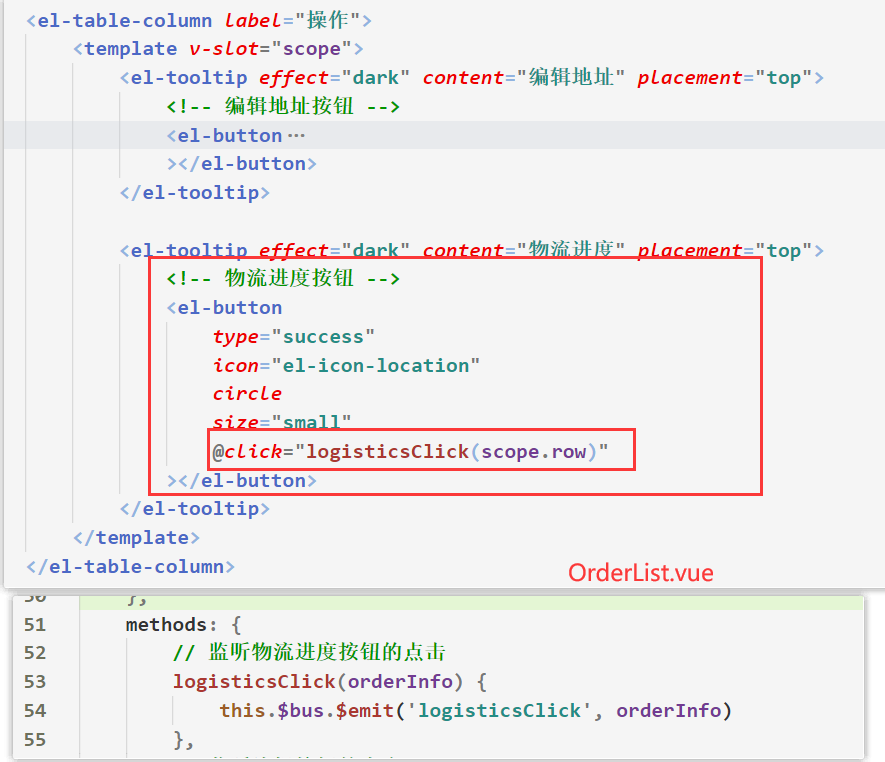 <el-table-column label="操作">
<template v-slot="scope">
<el-tooltip effect="dark" content="编辑地址" placement="top">
<!-- 编辑地址按钮 -->
<el-button ···
></el-button>
</el-tooltip>
<el-tooltip effect="dark" content="物流进度" placement="top">
<!-- 物流进度按钮 -->
<el-button
type="success"
icon="el-icon-location"
circle
size="small"
@click="logisticsClick(scope.row)"
></el-button>
</el-tooltip>
</template>
</el-table-column>
OrderList.vue
50 },
51 methods: {
52 // 监听物流进度按钮的点击
53 logisticsClick(orderInfo) {
54 this.$bus.$emit('logisticsClick', orderInfo)
55 },